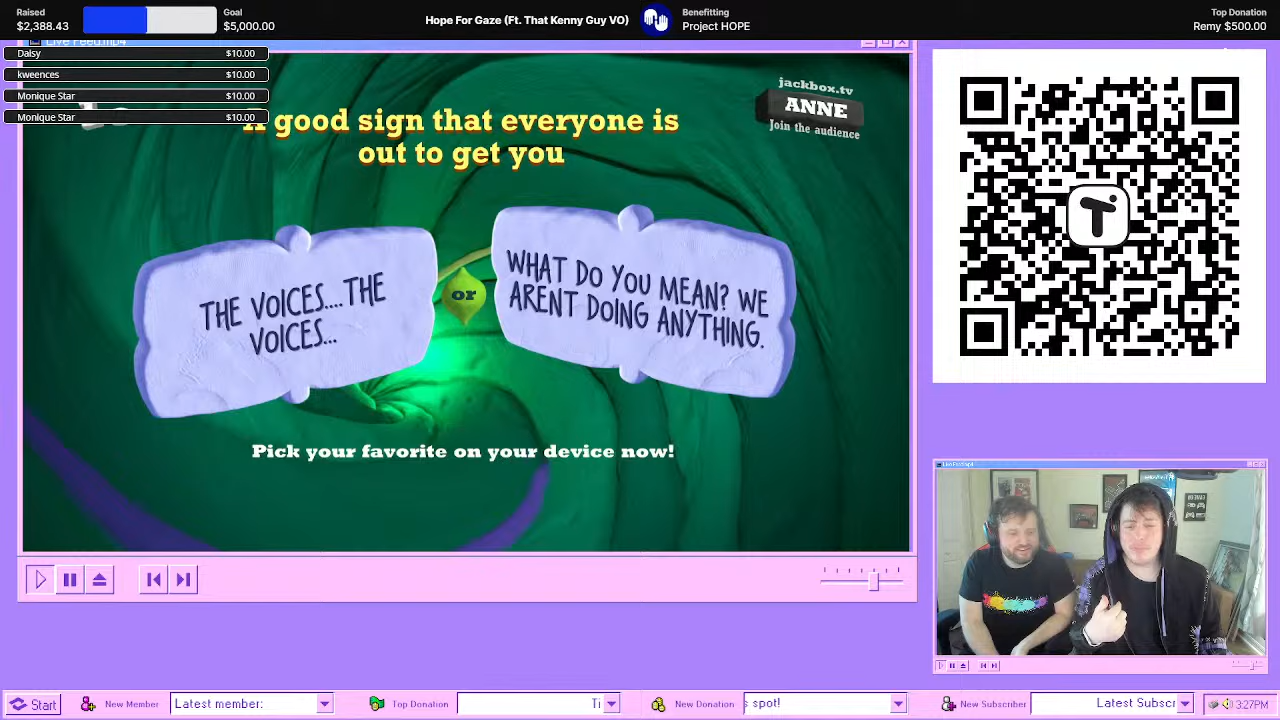 Raised
$2,388.43
Goal
$5,000.00
Hope For Gaze (Ft. That Kenny Guy VO)
Benefitting
Project HOPE
Top Donation
Remy $500.00
Live Feed.mp4
Daisy $10.00
kweences $10.00
Monique Star $10.00
Monique Star $10.00
good sign that everyone is
out to get you
jackbox.tv
ANNE
Join the audience
THE VOICES....THE
VOICES...
or
WHAT DO YOU MEAN? WE
ARENT DOING ANYTHING.
Pick your favorite on your device now!
T
Start
New Member
Latest member:
Top Donation
Ti
New Donation
s spot!
New Subscriber
Latest Subscr
3:27PM